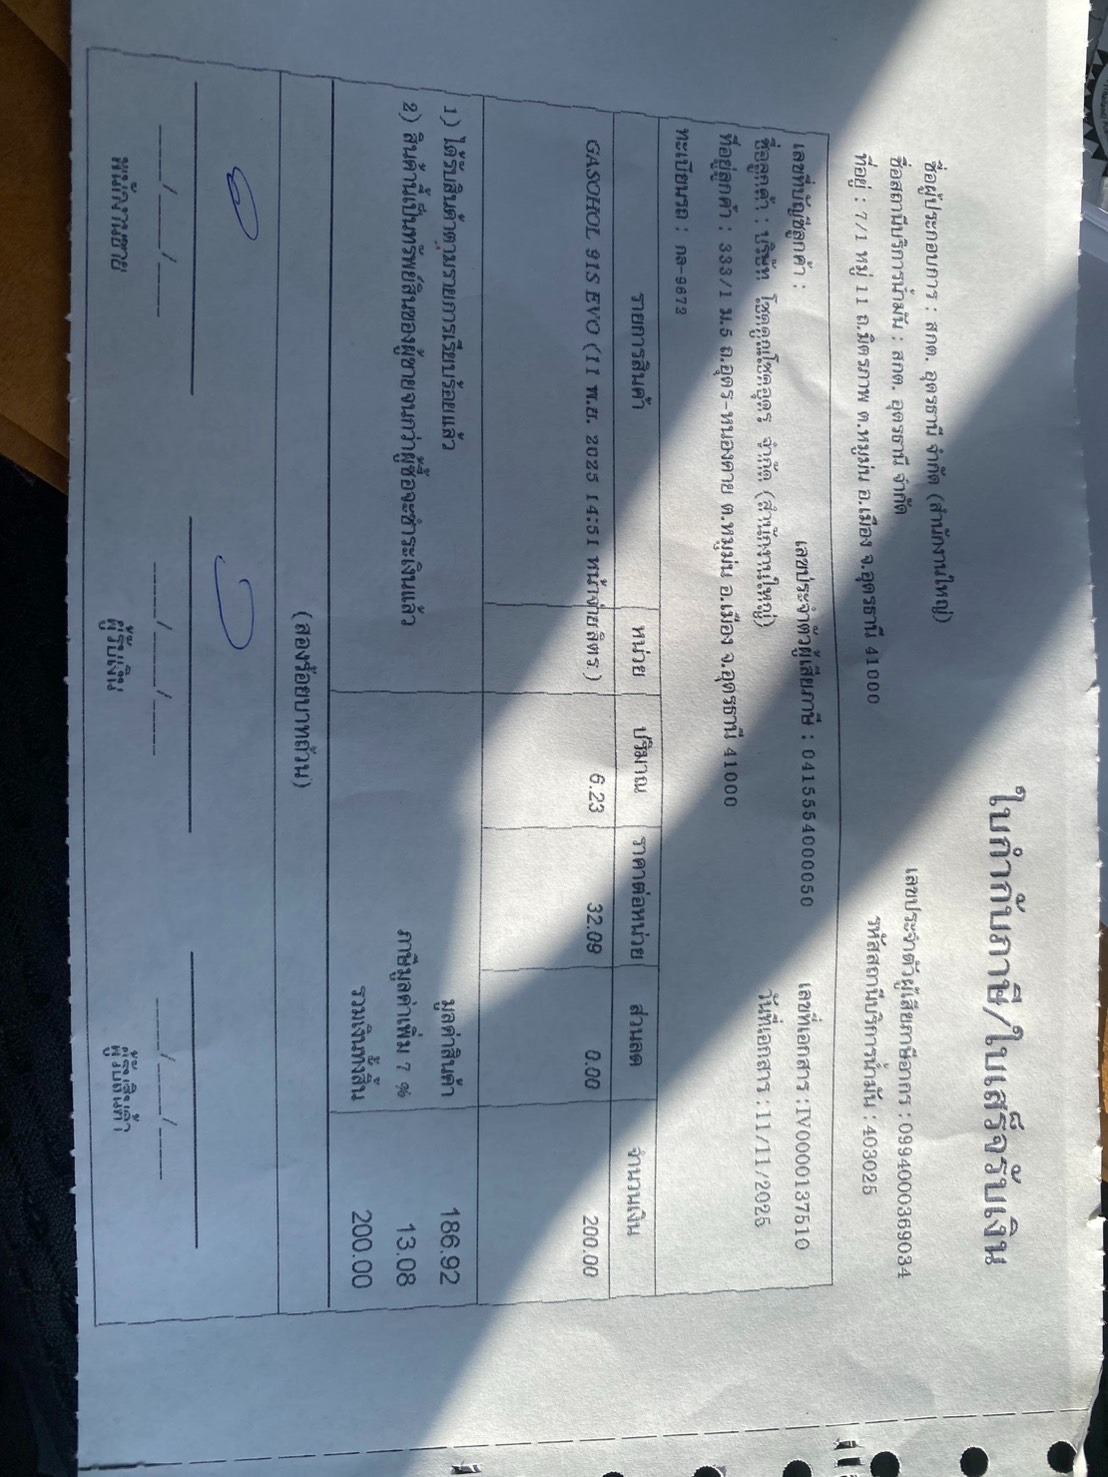 ใบกำกับภาษี/ใบเสร็จรับเงิน
ชื่อผู้ประกอบการ : สกต. อุดรธานี จำกัด (สำนักงานใหญ่)
เลขประจำตัวผู้เสียภาษีอากร : 0994000369034
ชื่อสถานีบริการน้ำมัน : สกต. อุดรธานี จำกัด
รหัสสถานีบริการน้ำมัน : 403025
ที่อยู่ : 7/1 หมู่ 11 ถ.มิตรภาพ ต.หมูม่น อ.เมือง จ.อุดรธานี 41000
เลขที่บัญชีลูกค้า :
เลขประจำตัวผู้เสียภาษี : 0415554000050
เลขที่เอกสาร : IV0000137510
ชื่อลูกค้า : บริษัท โชคคูณโชคอุดร จำกัด (สำนักงานใหญ่)
วันที่เอกสาร : 11/11/2025
ที่อยู่ลูกค้า : 333/1 ม.5 ถ.อุดร-หนองคาย ต.หมูม่น อ.เมือง จ.อุดรธานี 41000
ทะเบียนรถ : กล-9673
รายการสินค้า หน่วย ปริมาณ ราคาต่อหน่วย ส่วนลด จำนวนเงิน
GASOHOL 91S EVO (11 พ.ย. 2025 14:51 หน้าจ่าย ลิตร.) 6.23 32.09 0.00 200.00
1) ได้รับสินค้าตามรายการเรียบร้อยแล้ว
มูลค่าสินค้า 186.92
2) สินค้านี้เป็นทรัพย์สินของผู้ขายจนกว่าผู้ซื้อจะชำระเงินแล้ว
ภาษีมูลค่าเพิ่ม 7 % 13.08
รวมเงินทั้งสิ้น 200.00
(สองร้อยบาทถ้วน)
___/___/___ ___/___/___ ___/___/___
พนักงานขาย ผู้รับเงิน ผู้รับสินค้า